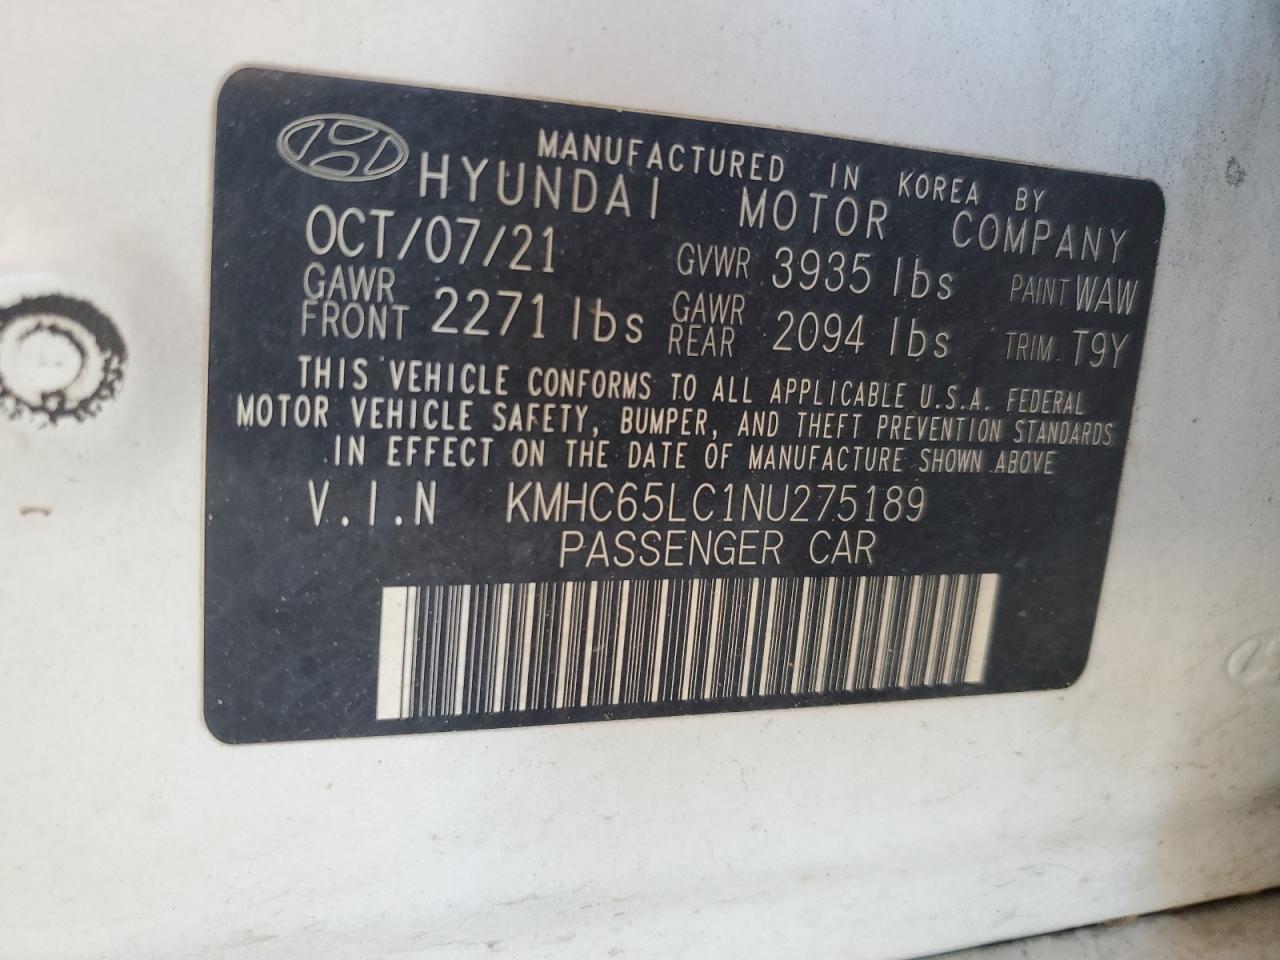 MANUFACTURED IN KOREA BY
HYUNDAI MOTOR COMPANY
OCT/07/21 GVWR 3935 lbs PAINT WAW
GAWR FRONT 2271 lbs GAWR REAR 2094 lbs TRIM T9Y
THIS VEHICLE CONFORMS TO ALL APPLICABLE U.S.A. FEDERAL
MOTOR VEHICLE SAFETY, BUMPER, AND THEFT PREVENTION STANDARDS
IN EFFECT ON THE DATE OF MANUFACTURE SHOWN ABOVE
V.I.N KMHC65LC1NU275189
PASSENGER CAR